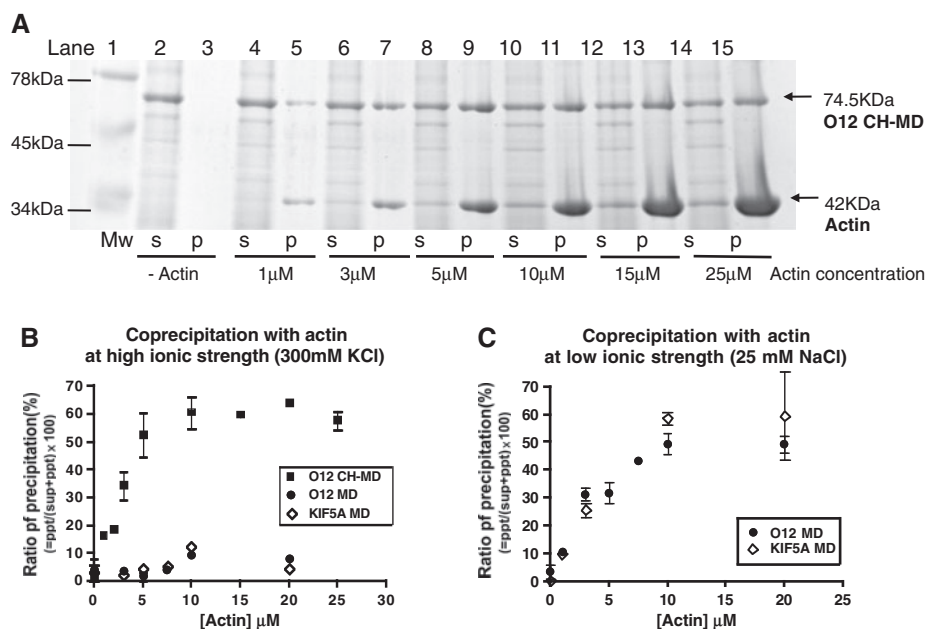 A
Lane 1 2 3 4 5 6 7 8 9 10 11 12 13 14 15
78kDa
45kDa
34kDa
74.5KDa
O12 CH-MD
42KDa
Actin
Mw s p s p s p s p s p s p s p
- Actin 1μM 3μM 5μM 10μM 15μM 25μM Actin concentration
B
Coprecipitation with actin
at high ionic strength (300mM KCl)
Ratio pf precipitation(%)
(=ppt/(sup+ppt) x 100)
70
60
50
40
30
20
10
0
O12 CH-MD
O12 MD
KIF5A MD
0 5 10 15 20 25 30
[Actin] μM
C
Coprecipitation with actin
at low ionic strength (25 mM NaCl)
Ratio pf precipitation(%)
(=ppt/(sup+ppt) x 100)
70
60
50
40
30
20
10
0
O12 MD
KIF5A MD
0 5 10 15 20 25
[Actin] μM